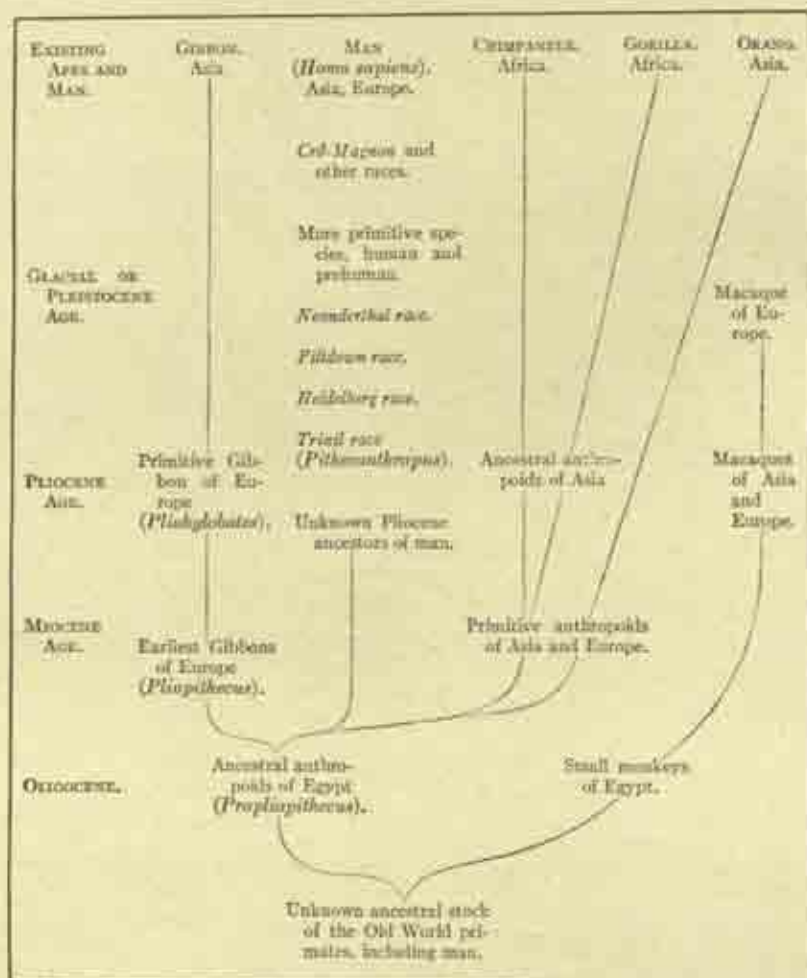 EXISTING
APES AND
MAN.
GIBBON.
Asia
MAN
(Homo sapiens).
Asia, Europe.
CHIMPANZEE.
Africa.
GORILLA.
Africa.
ORANG.
Asia.
Crô-Magnon and
other races.
More primitive spe-
cies, human and
prehuman.
GLACIAL OR
PLEISTOCENE
AGE.
Neanderthal race.
Piltdown race.
Heidelberg race.
Macaque
of Eu-
rope.
PLIOCENE
AGE.
Primitive Gib-
bon of Eu-
rope
(Pliohylobates).
Trinil race
(Pithecanthropus).
Unknown Pliocene
ancestors of man.
Ancestral anthro-
poids of Asia
Macaques
of Asia
and
Europe.
MIOCENE
AGE.
Earliest Gibbons
of Europe
(Pliopithecus).
Primitive anthropoids
of Asia and Europe.
OLIGOCENE.
Ancestral anthro-
poids of Egypt
(Propliopithecus).
Small monkeys
of Egypt.
Unknown ancestral stock
of the Old World pri-
mates, including man.